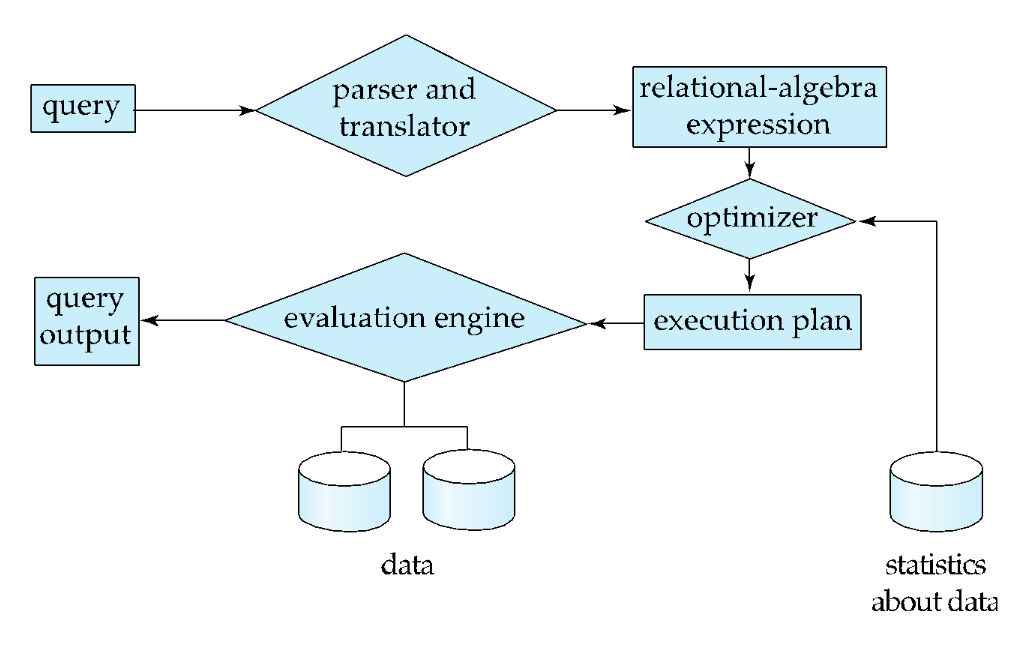 query
parser and
translator
relational-algebra
expression
optimizer
query
output
evaluation engine
execution plan
data
statistics
about data